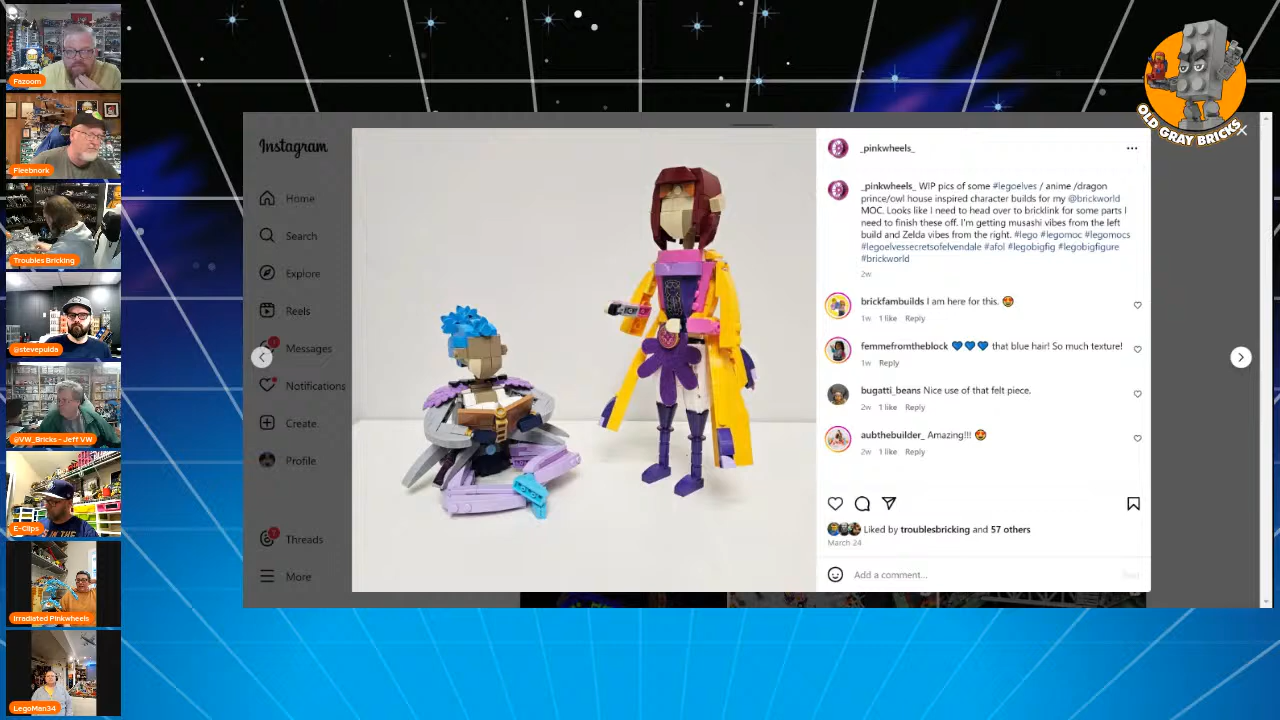 Fazoom
Fleebnork
Troubles Bricking
@stevepulda
@VW_Bricks - Jeff VW
E-Clips
Irradiated Pinkwheels
LegoMan34
OLD GRAY BRICKS
Instagram
Home
Search
Explore
Reels
Messages
Notifications
Create
Profile
Threads
More
_pinkwheels_
_pinkwheels_ WIP pics of some #legoelves / anime /dragon
prince/owl house inspired character builds for my @brickworld
MOC. Looks like I need to head over to bricklink for some parts I
need to finish these off. I'm getting musashi vibes from the left
build and Zelda vibes from the right. #lego #legomoc #legomocs
#legoelvessecretsofelvendale #afol #legobigfig #legobigfigure
#brickworld
2w
brickfambuilds I am here for this. 😍
1w 1 like Reply
femmefromtheblock 💙💙💙 that blue hair! So much texture!
1w Reply
bugatti_beans Nice use of that felt piece.
2w 1 like Reply
aubthebuilder_ Amazing!!! 😍
2w 1 like Reply
Liked by troublesbricking and 57 others
March 24
Add a comment...
Post